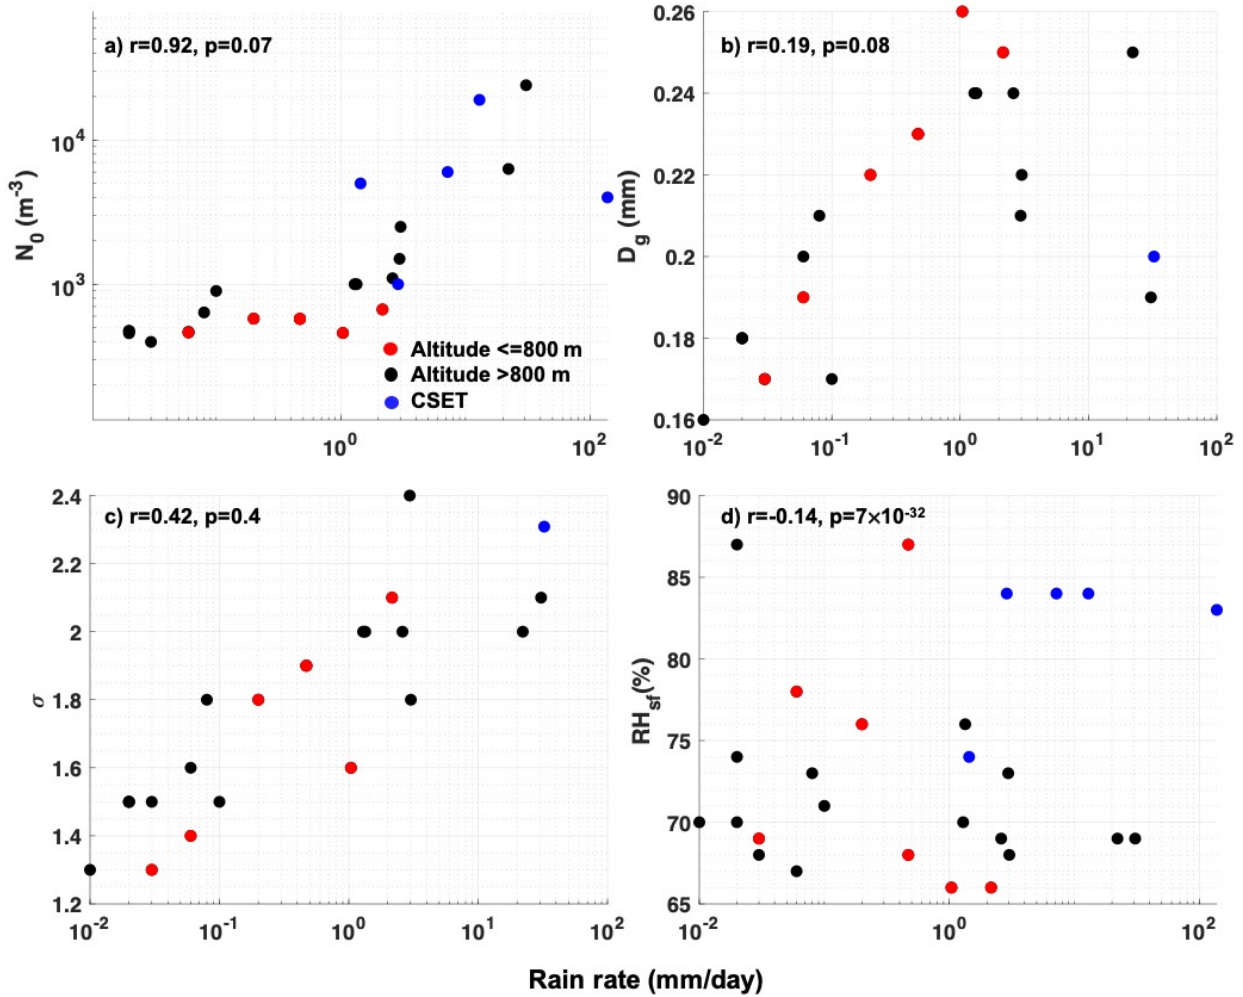 a) r=0.92, p=0.07
N₀ (m⁻³)
10⁴
10³
Altitude <=800 m
Altitude >800 m
CSET
10⁰ 10¹ 10²
b) r=0.19, p=0.08
D_g (mm)
0.26
0.24
0.22
0.2
0.18
0.16
10⁻² 10⁻¹ 10⁰ 10¹ 10²
c) r=0.42, p=0.4
σ
2.4
2.2
2
1.8
1.6
1.4
1.2
10⁻² 10⁻¹ 10⁰ 10¹ 10²
d) r=-0.14, p=7×10⁻³²
RH_sf(%)
90
85
80
75
70
65
10⁻² 10⁰ 10²
Rain rate (mm/day)